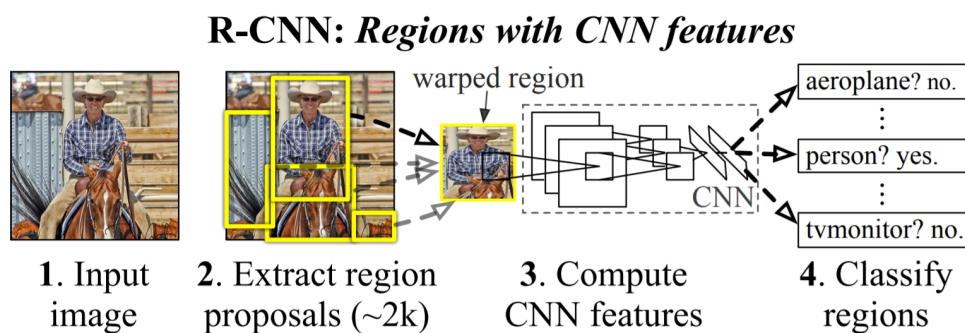 R-CNN: Regions with CNN features
warped region
aeroplane? no.
person? yes.
tvmonitor? no.
CNN
1. Input
image
2. Extract region
proposals (~2k)
3. Compute
CNN features
4. Classify
regions